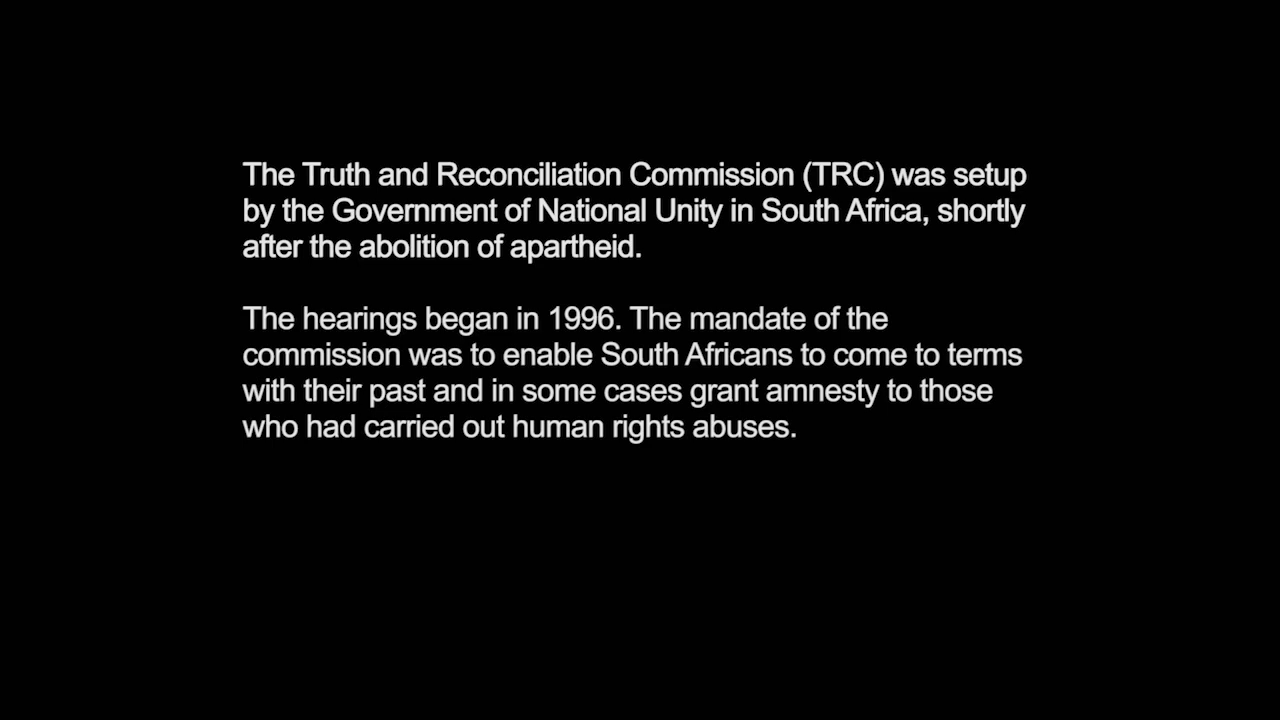 The Truth and Reconciliation Commission (TRC) was setup
by the Government of National Unity in South Africa, shortly
after the abolition of apartheid.
The hearings began in 1996. The mandate of the
commission was to enable South Africans to come to terms
with their past and in some cases grant amnesty to those
who had carried out human rights abuses.